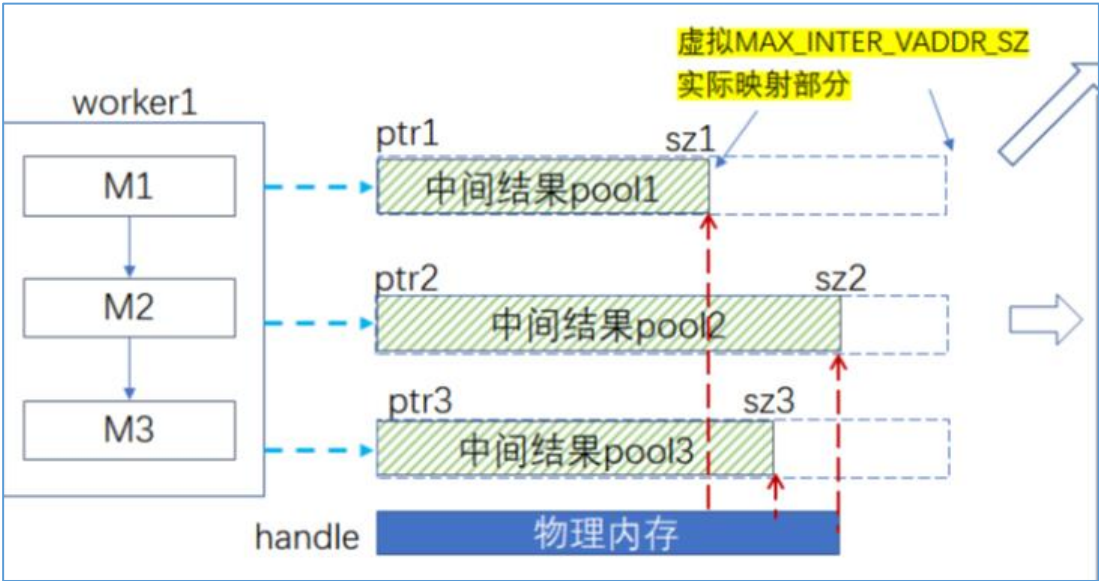 虚拟MAX_INTER_VADDR_SZ
实际映射部分
worker1
ptr1
sz1
M1
中间结果pool1
ptr2
sz2
M2
中间结果pool2
ptr3
sz3
M3
中间结果pool3
handle
物理内存